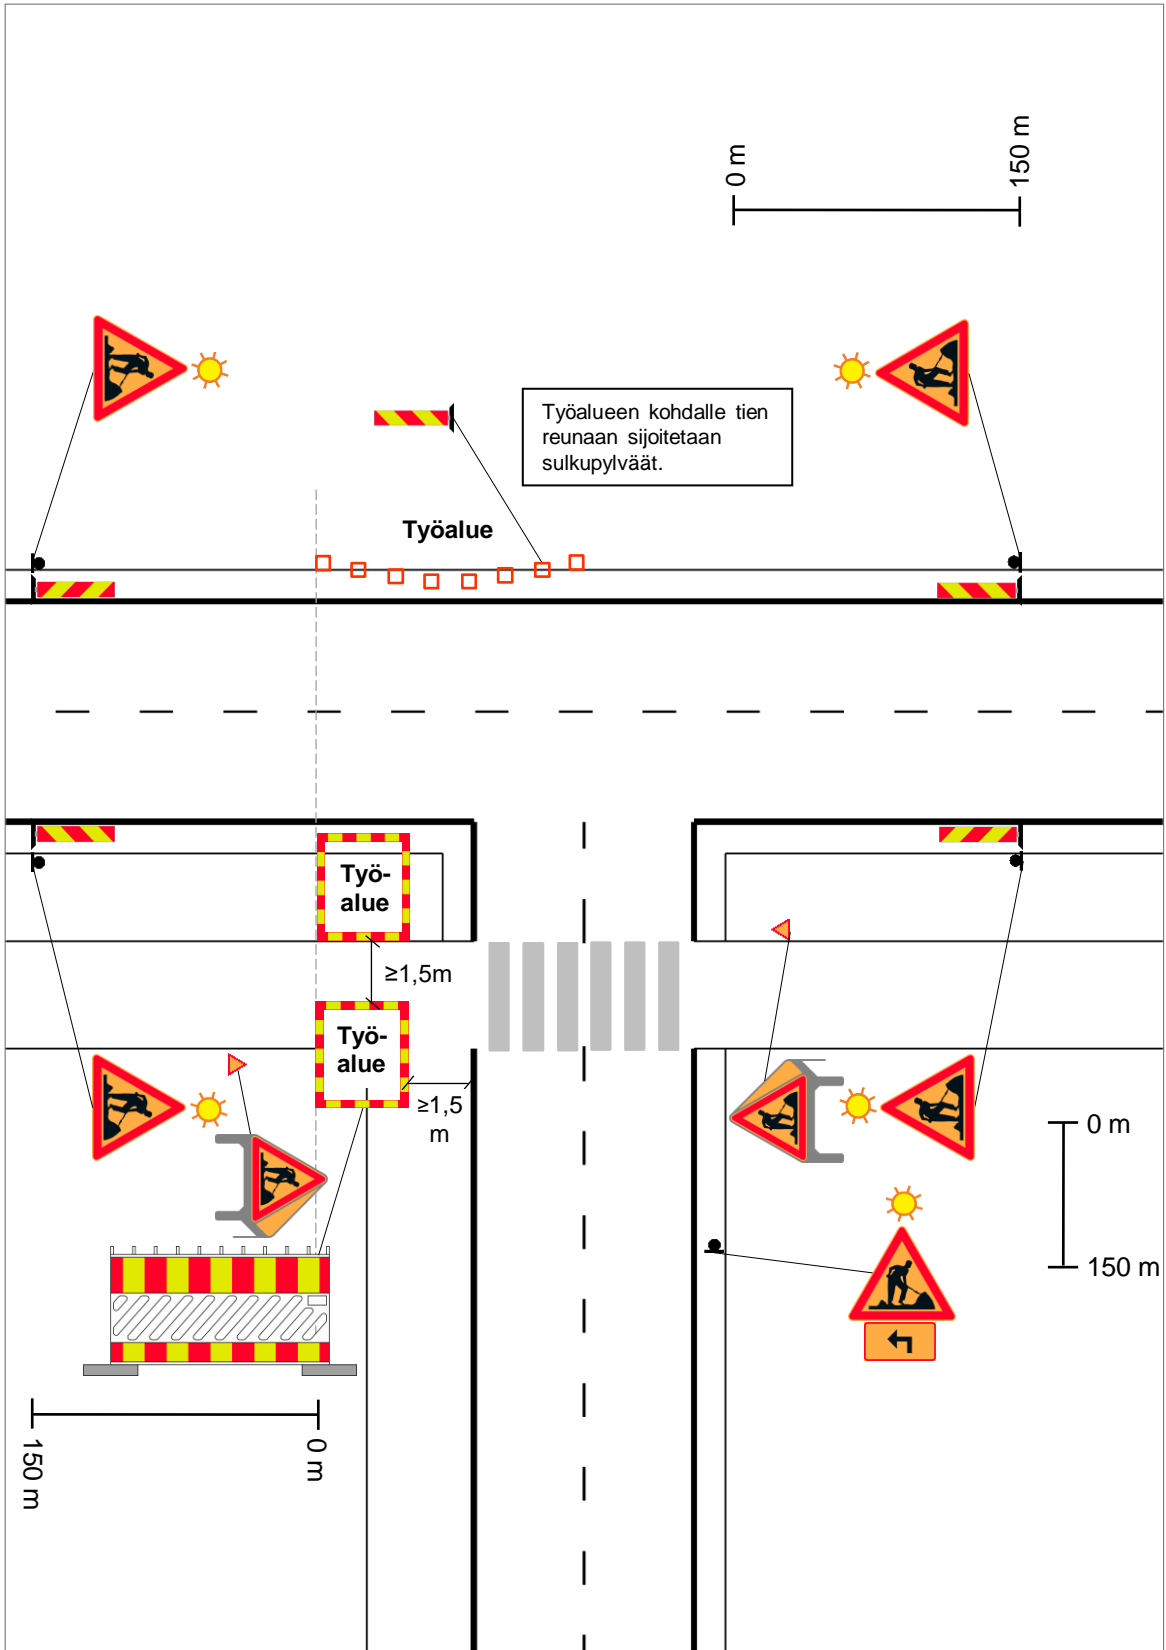 0 m
150 m
Työalueen kohdalle tien
reunaan sijoitetaan
sulkupylväät.
Työalue
Työ-
alue
≥1,5m
Työ-
alue
≥1,5
m
0 m
150 m
150 m
0 m